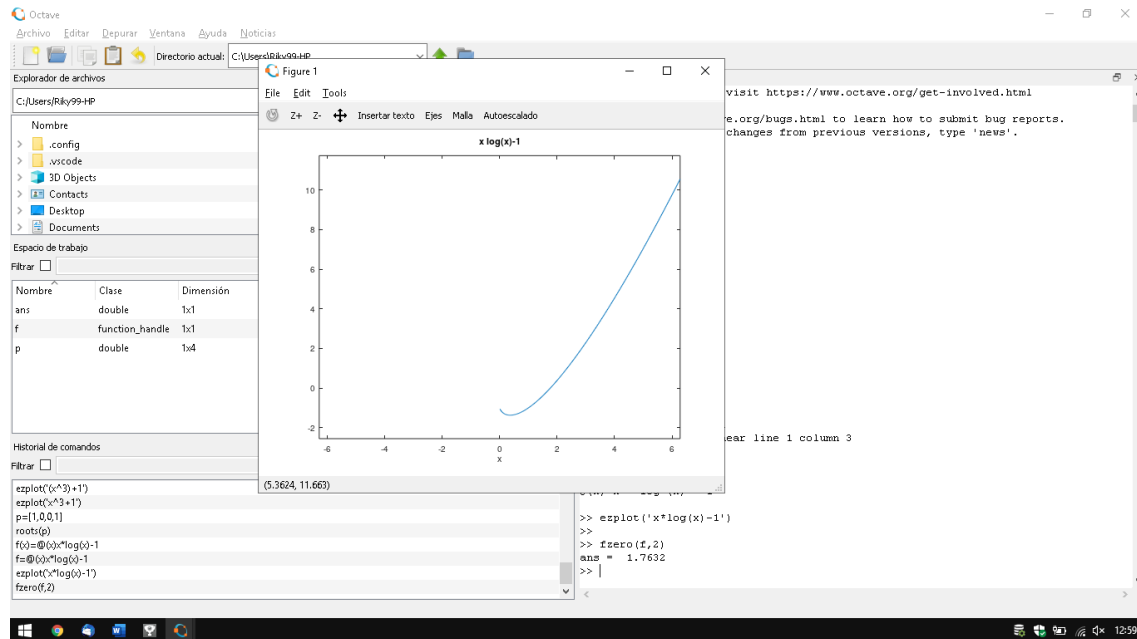 Octave
Archivo Editar Depurar Ventana Ayuda Noticias
Directorio actual: C:\Users\Riky99-HP
Explorador de archivos
C:/Users/Riky99-HP
Nombre
.config
.vscode
3D Objects
Contacts
Desktop
Documents
Espacio de trabajo
Filtrar
Nombre Clase Dimensión
ans double 1x1
f function_handle 1x1
p double 1x4
Historial de comandos
Filtrar
ezplot('(x^3)+1')
ezplot('x^3+1')
p=[1,0,0,1]
roots(p)
f(x)=@(x)x*log(x)-1
f=@(x)x*log(x)-1
ezplot('x*log(x)-1')
fzero(f,2)
Figure 1
File Edit Tools
Z+ Z- Insertar texto Ejes Malla Autoescalado
x log(x)-1
10
8
6
4
2
0
-2
-6 -4 -2 0 2 4 6
x
(5.3624, 11.663)
visit https://www.octave.org/get-involved.html
e.org/bugs.html to learn how to submit bug reports.
changes from previous versions, type 'news'.
ear line 1 column 3
>> ezplot('x*log(x)-1')
>>
>> fzero(f,2)
ans = 1.7632
>>
12:59